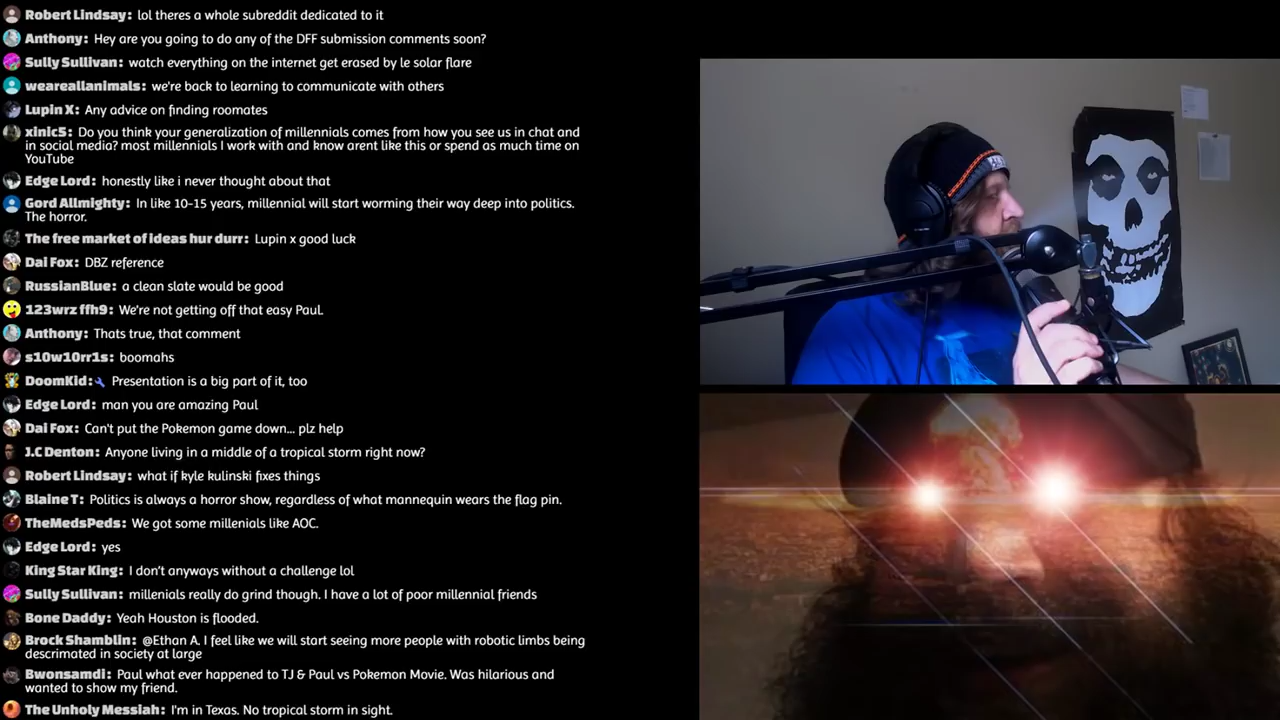 Robert Lindsay: lol theres a whole subreddit dedicated to it
Anthony: Hey are you going to do any of the DFF submission comments soon?
Sully Sullivan: watch everything on the internet get erased by le solar flare
weareallanimals: we're back to learning to communicate with others
Lupin X: Any advice on finding roomates
xinic5: Do you think your generalization of millennials comes from how you see us in chat and
in social media? most millennials I work with and know arent like this or spend as much time on
YouTube
Edge Lord: honestly like i never thought about that
Gord Allmighty: In like 10-15 years, millennial will start worming their way deep into politics.
The horror.
The free market of ideas hur durr: Lupin x good luck
Dai Fox: DBZ reference
RussianBlue: a clean slate would be good
123wrz ffh9: We're not getting off that easy Paul.
Anthony: Thats true, that comment
s10w10rr1s: boomahs
DoomKid: Presentation is a big part of it, too
Edge Lord: man you are amazing Paul
Dai Fox: Can't put the Pokemon game down... plz help
J.C Denton: Anyone living in a middle of a tropical storm right now?
Robert Lindsay: what if kyle kulinski fixes things
Blaine T: Politics is always a horror show, regardless of what mannequin wears the flag pin.
TheMedsPeds: We got some millenials like AOC.
Edge Lord: yes
King Star King: I don't anyways without a challenge lol
Sully Sullivan: millenials really do grind though. I have a lot of poor millennial friends
Bone Daddy: Yeah Houston is flooded.
Brock Shamblin: @Ethan A. I feel like we will start seeing more people with robotic limbs being
descrimated in society at large
Bwonsamdi: Paul what ever happened to TJ & Paul vs Pokemon Movie. Was hilarious and
wanted to show my friend.
The Unholy Messiah: I'm in Texas. No tropical storm in sight.